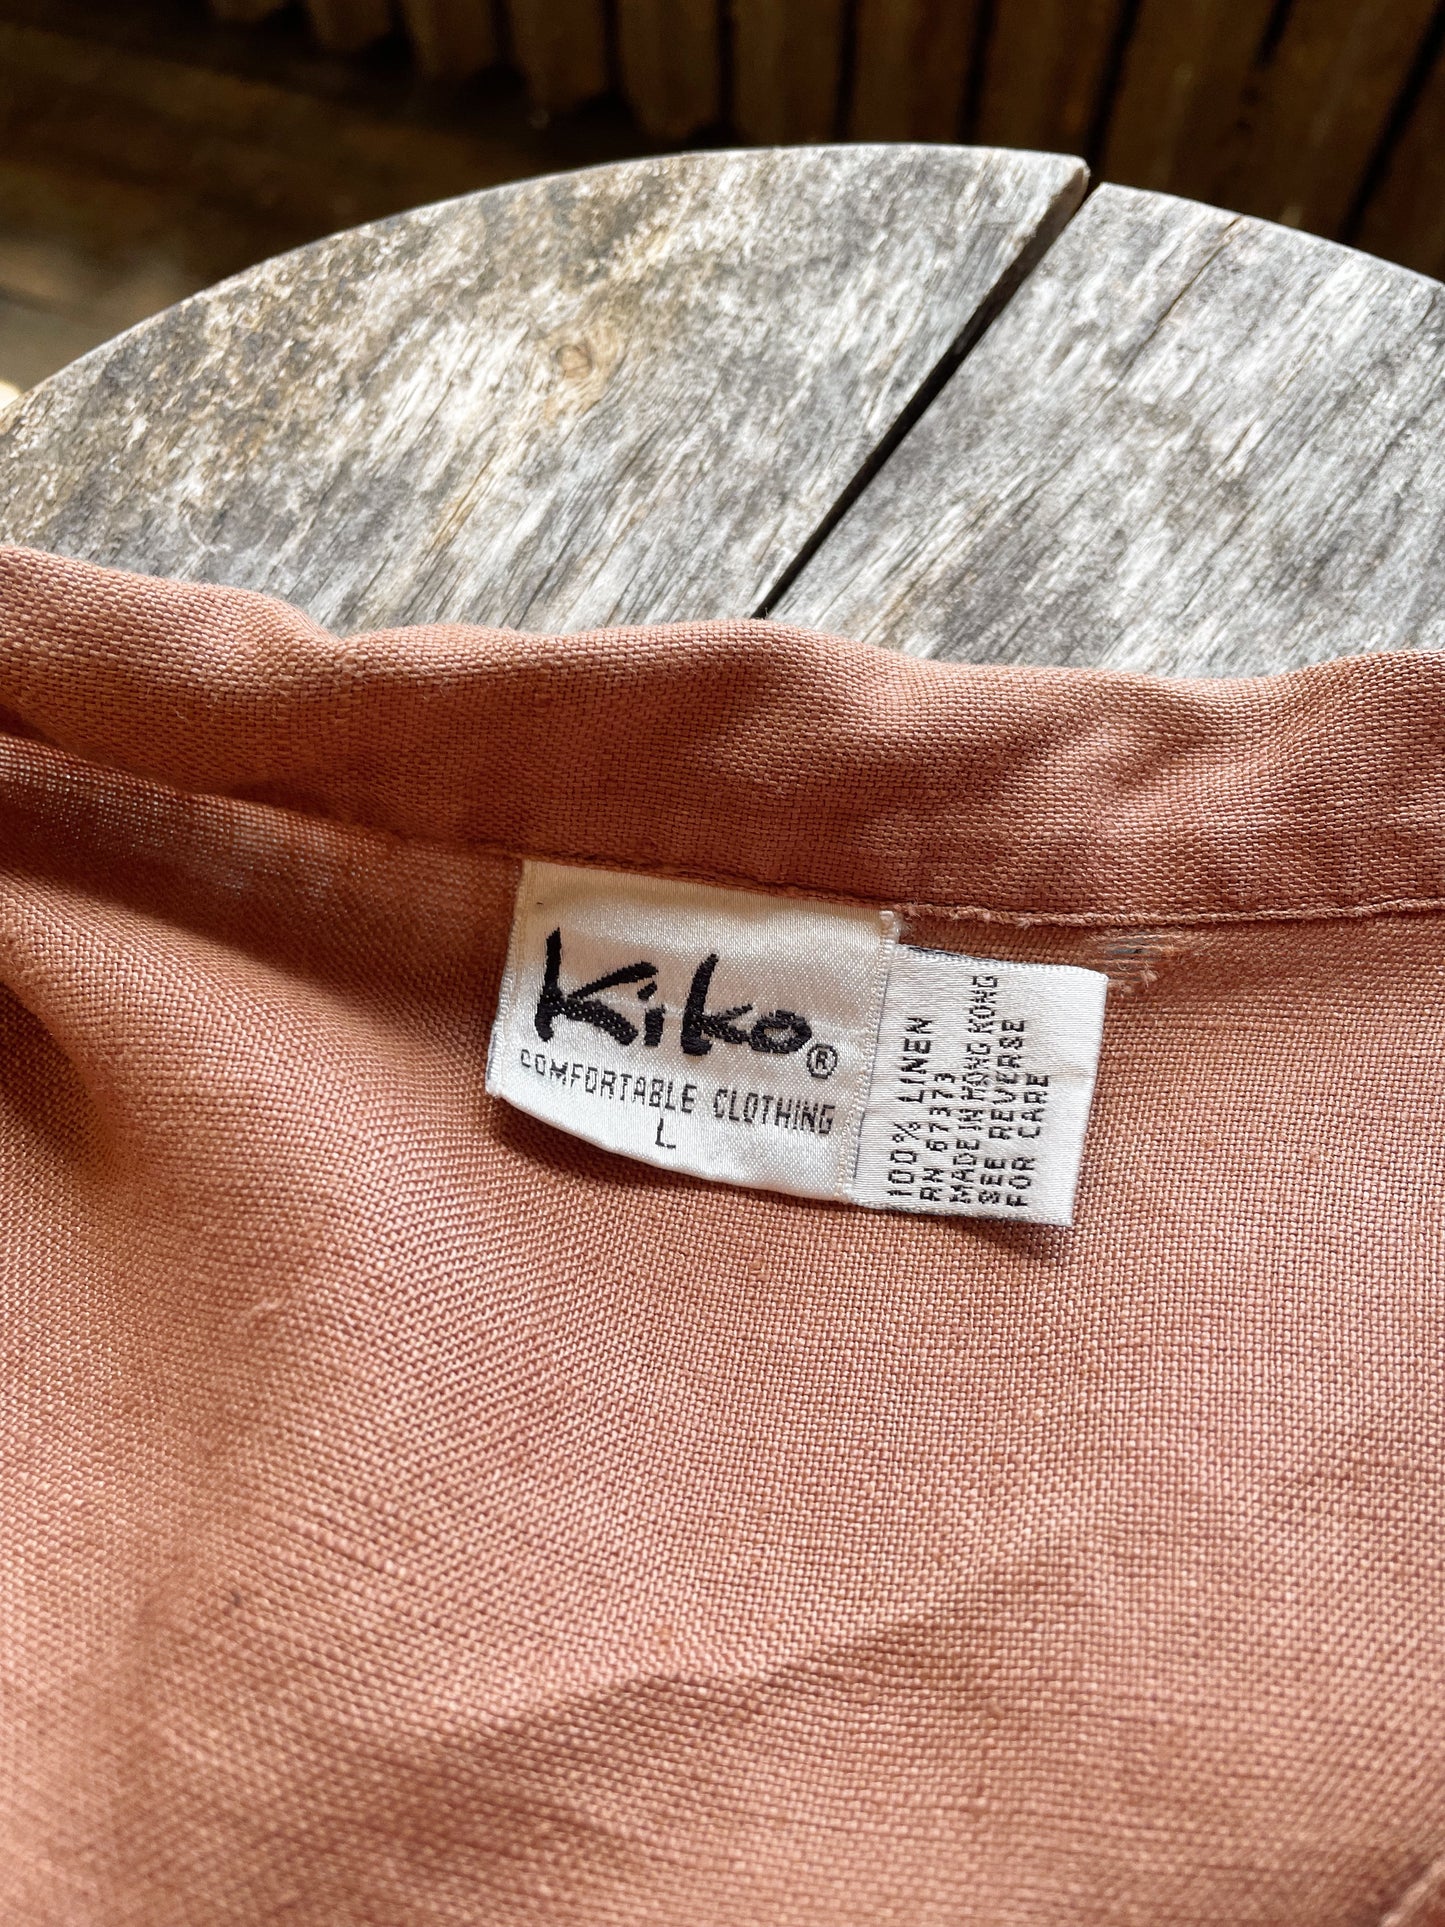 Kiko®
COMFORTABLE CLOTHING
L
100% LINEN
RN 67373
MADE IN HONG KONG
SEE REVERSE
FOR CARE